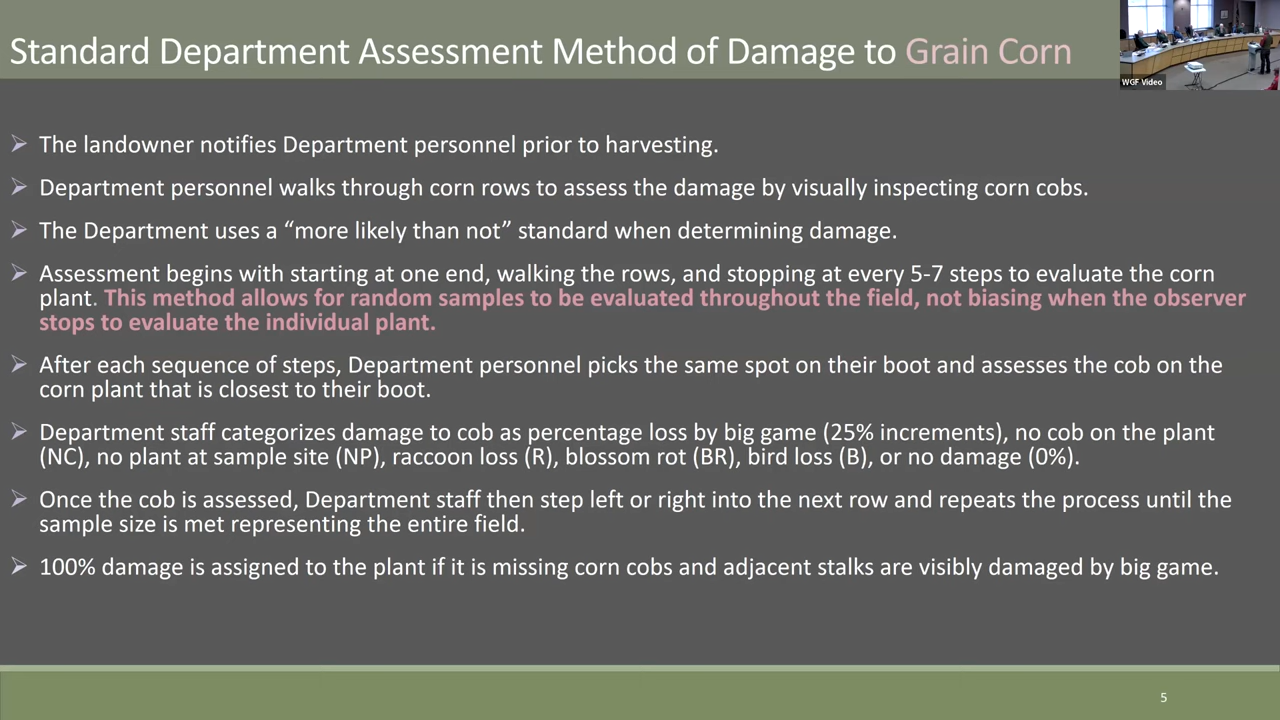 Standard Department Assessment Method of Damage to Grain Corn
WGF Video
The landowner notifies Department personnel prior to harvesting.
Department personnel walks through corn rows to assess the damage by visually inspecting corn cobs.
The Department uses a “more likely than not” standard when determining damage.
Assessment begins with starting at one end, walking the rows, and stopping at every 5-7 steps to evaluate the corn
plant. This method allows for random samples to be evaluated throughout the field, not biasing when the observer
stops to evaluate the individual plant.
After each sequence of steps, Department personnel picks the same spot on their boot and assesses the cob on the
corn plant that is closest to their boot.
Department staff categorizes damage to cob as percentage loss by big game (25% increments), no cob on the plant
(NC), no plant at sample site (NP), raccoon loss (R), blossom rot (BR), bird loss (B), or no damage (0%).
Once the cob is assessed, Department staff then step left or right into the next row and repeats the process until the
sample size is met representing the entire field.
100% damage is assigned to the plant if it is missing corn cobs and adjacent stalks are visibly damaged by big game.
5